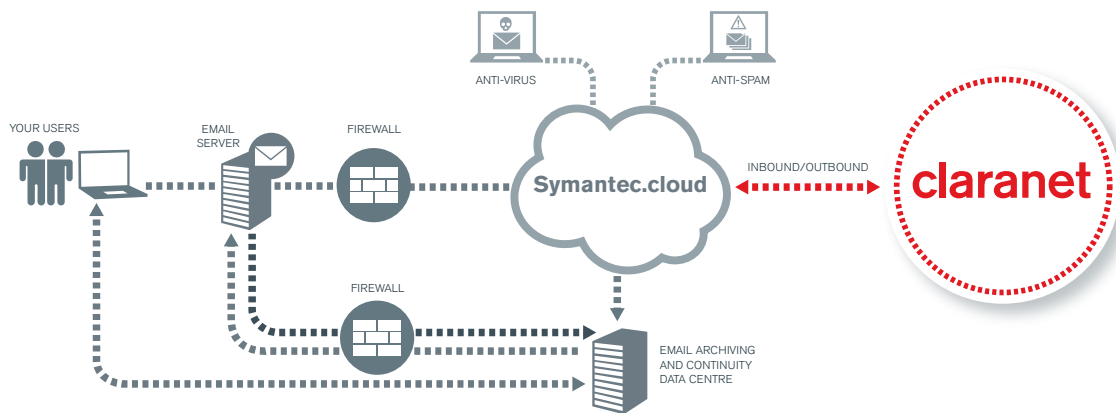 ANTI-VIRUS
ANTI-SPAM
YOUR USERS
EMAIL
SERVER
FIREWALL
Symantec.cloud
INBOUND/OUTBOUND
claranet
FIREWALL
EMAIL ARCHIVING
AND CONTINUITY
DATA CENTRE